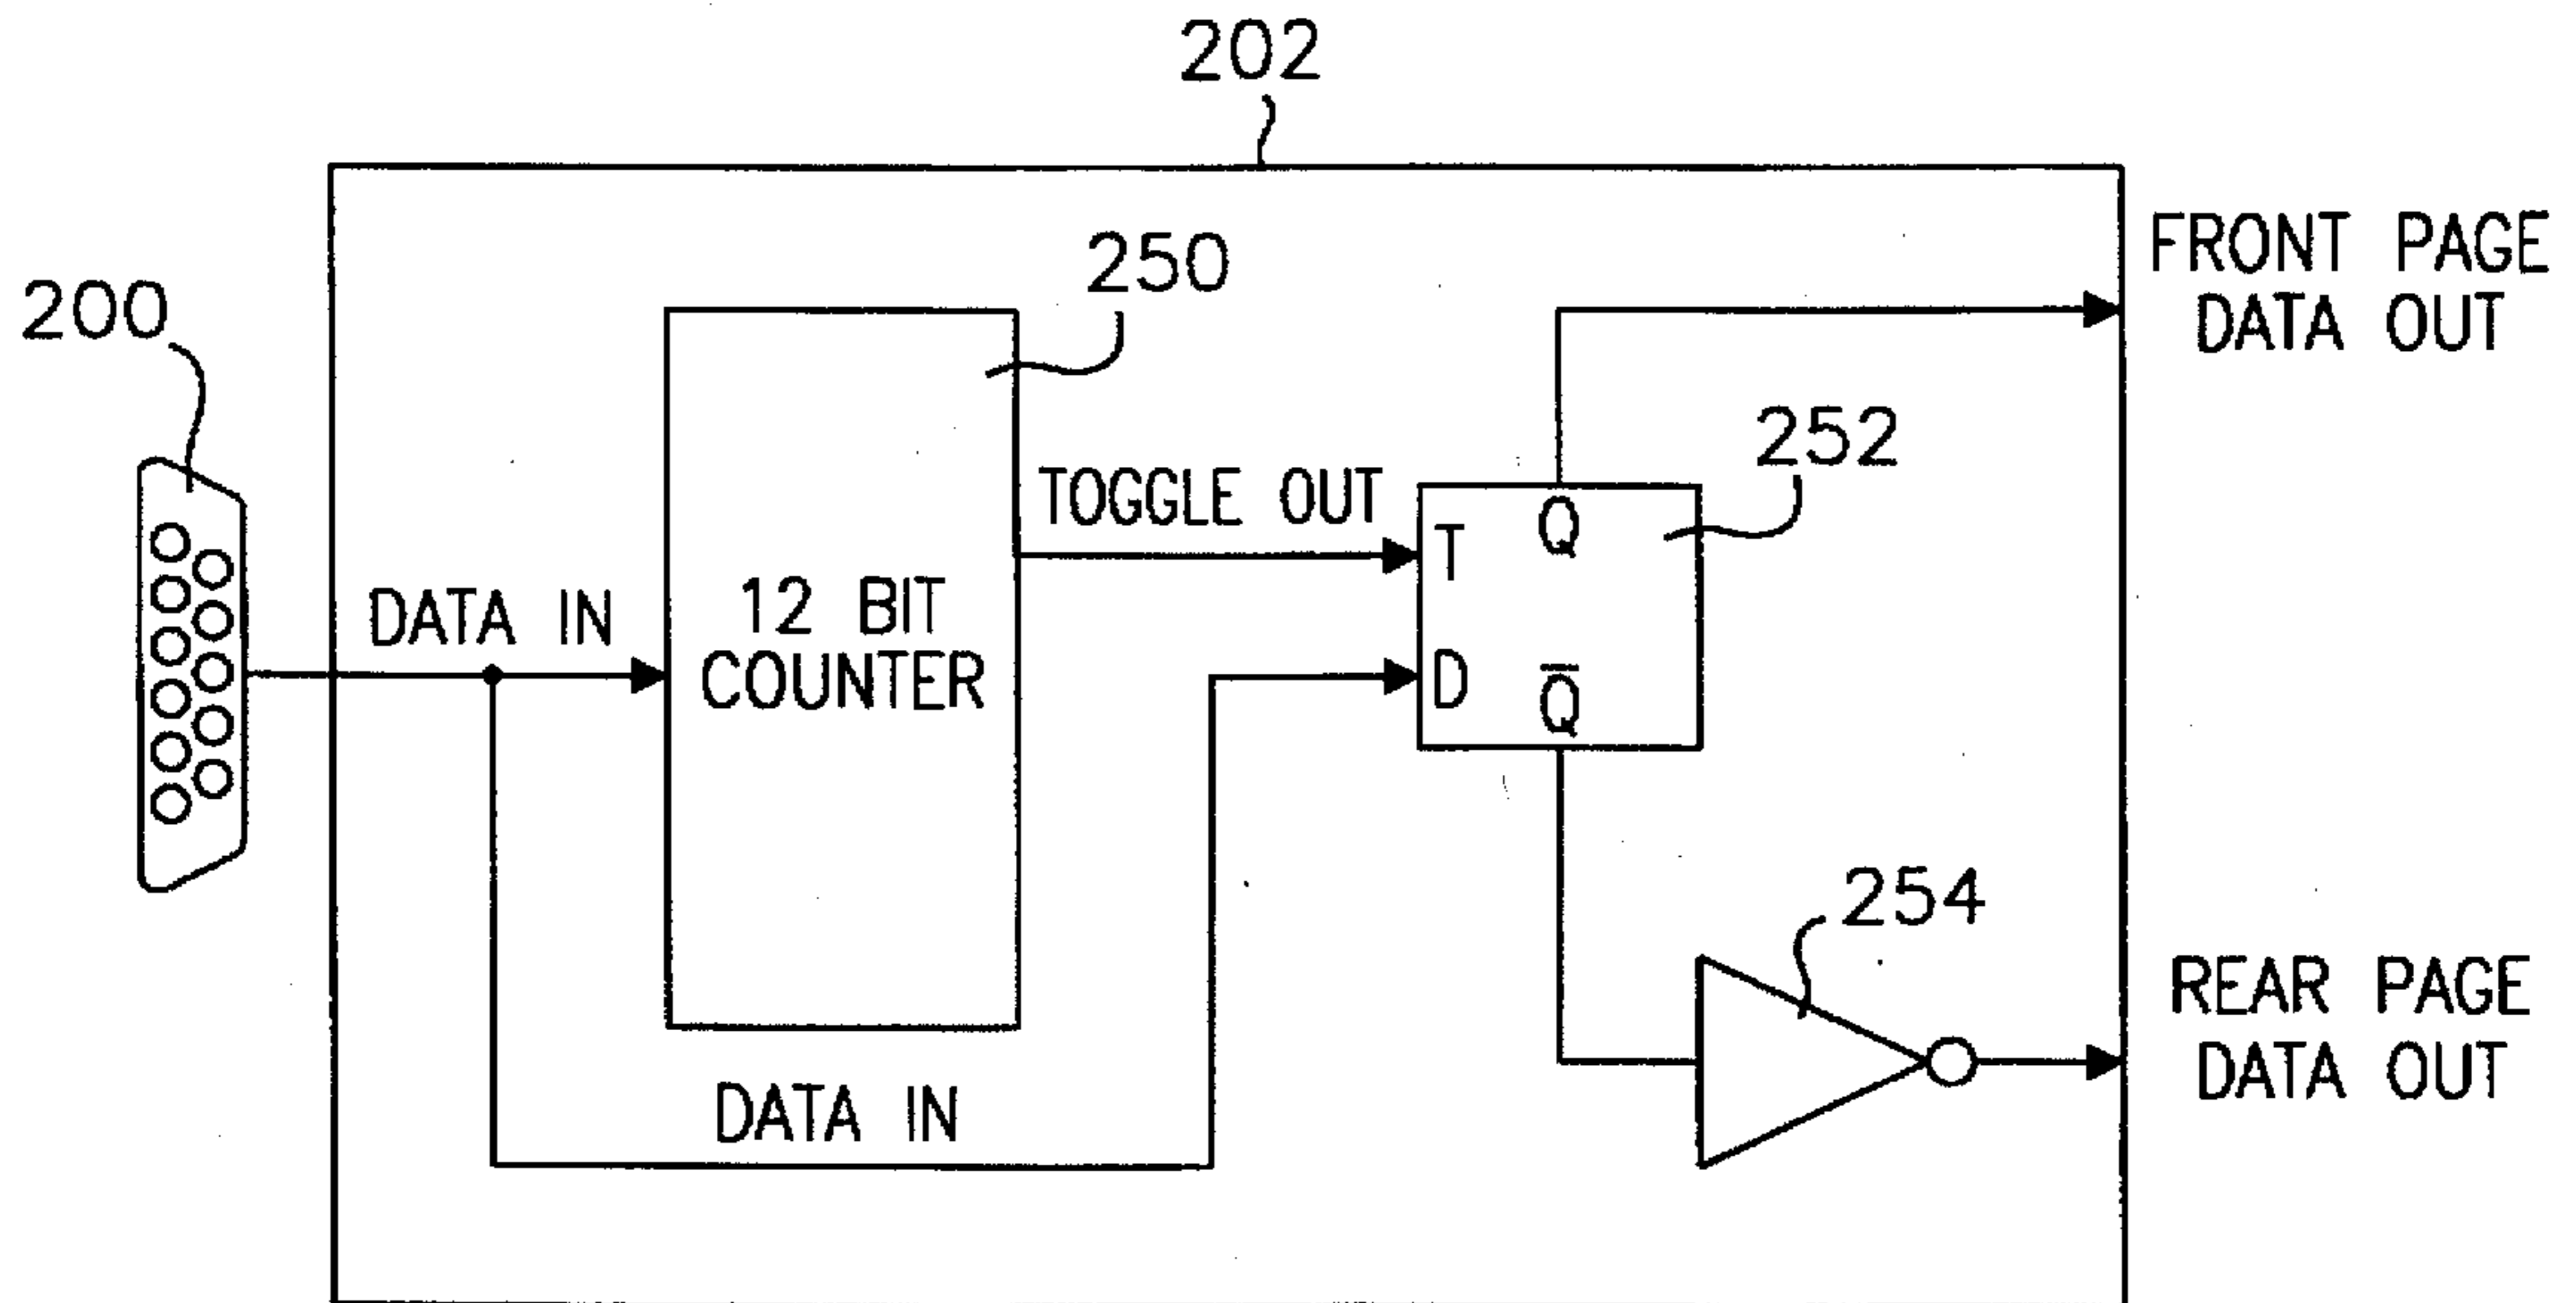 202
250
200
FRONT PAGE
DATA OUT
252
TOGGLE OUT
T
Q
DATA IN
12 BIT
COUNTER
D
Q̅
254
REAR PAGE
DATA OUT
DATA IN